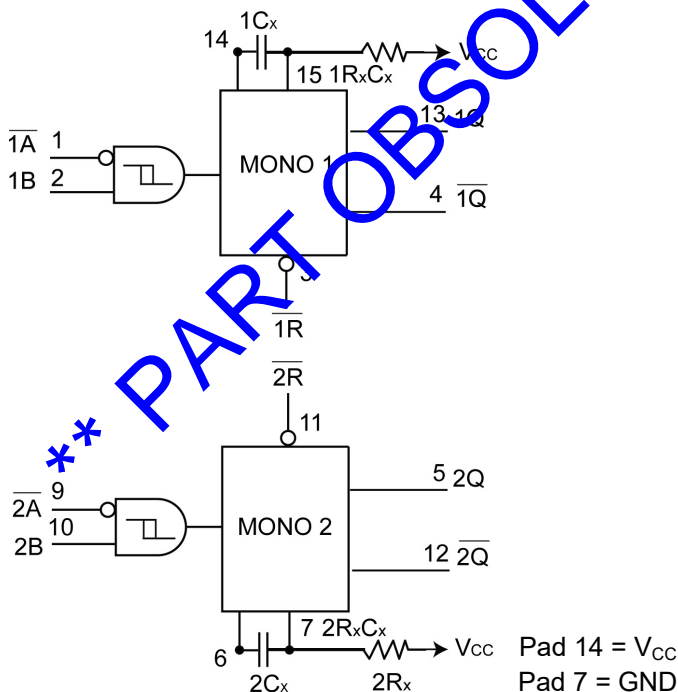 1Cx
14
15 1RxCx
VCC
13 1Q
1A 1
1B 2
MONO 1
4 1Q
1R
2R
11
2A 9
10
2B
MONO 2
5 2Q
12 2Q
7 2RxCx
6
2Cx
2Rx
VCC
Pad 14 = VCC
Pad 7 = GND
** PART OBSOL